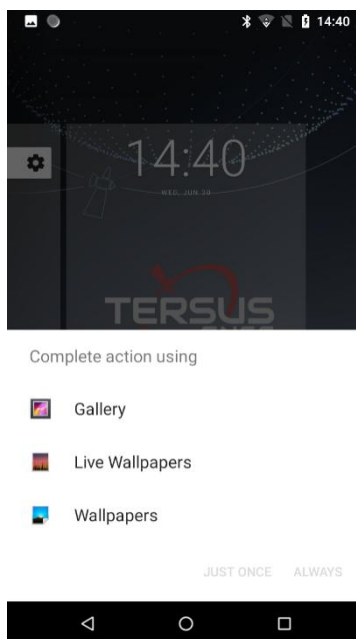 14:40
14:40
WED, JUN 30
TERSUS
Complete action using
Gallery
Live Wallpapers
Wallpapers
JUST ONCE ALWAYS